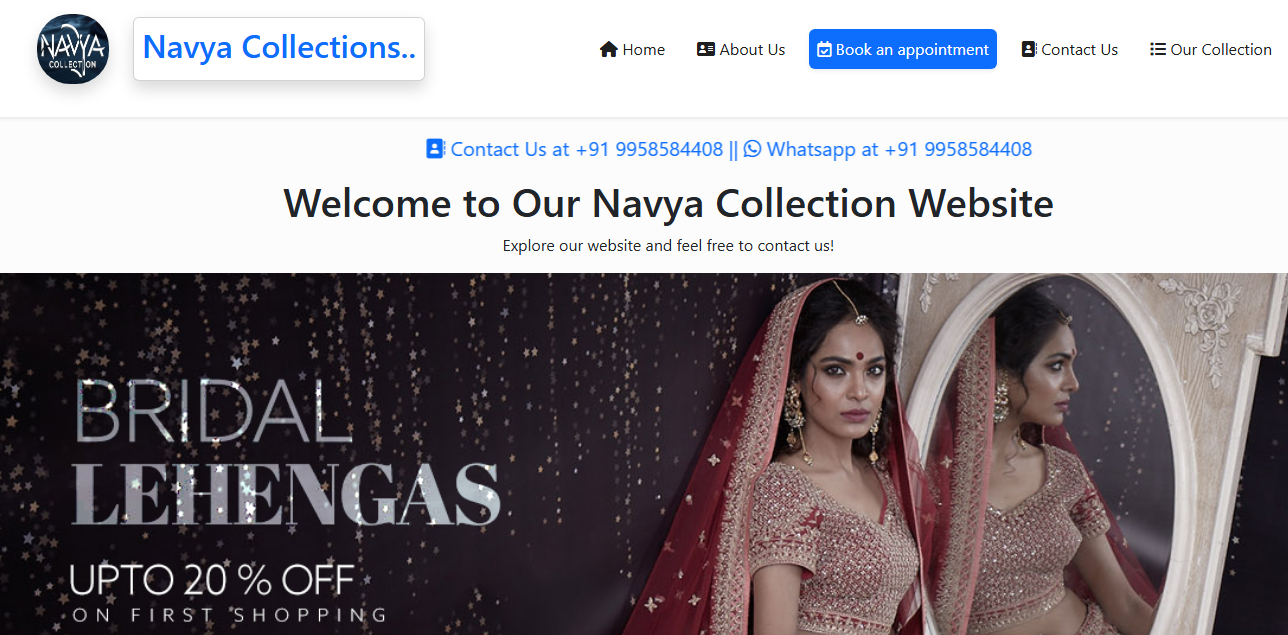 NAVYA
COLLECTION
Navya Collections..
Home
About Us
Book an appointment
Contact Us
Our Collection
Contact Us at +91 9958584408 || Whatsapp at +91 9958584408
Welcome to Our Navya Collection Website
Explore our website and feel free to contact us!
BRIDAL
LEHENGAS
UPTO 20 % OFF
ON FIRST SHOPPING